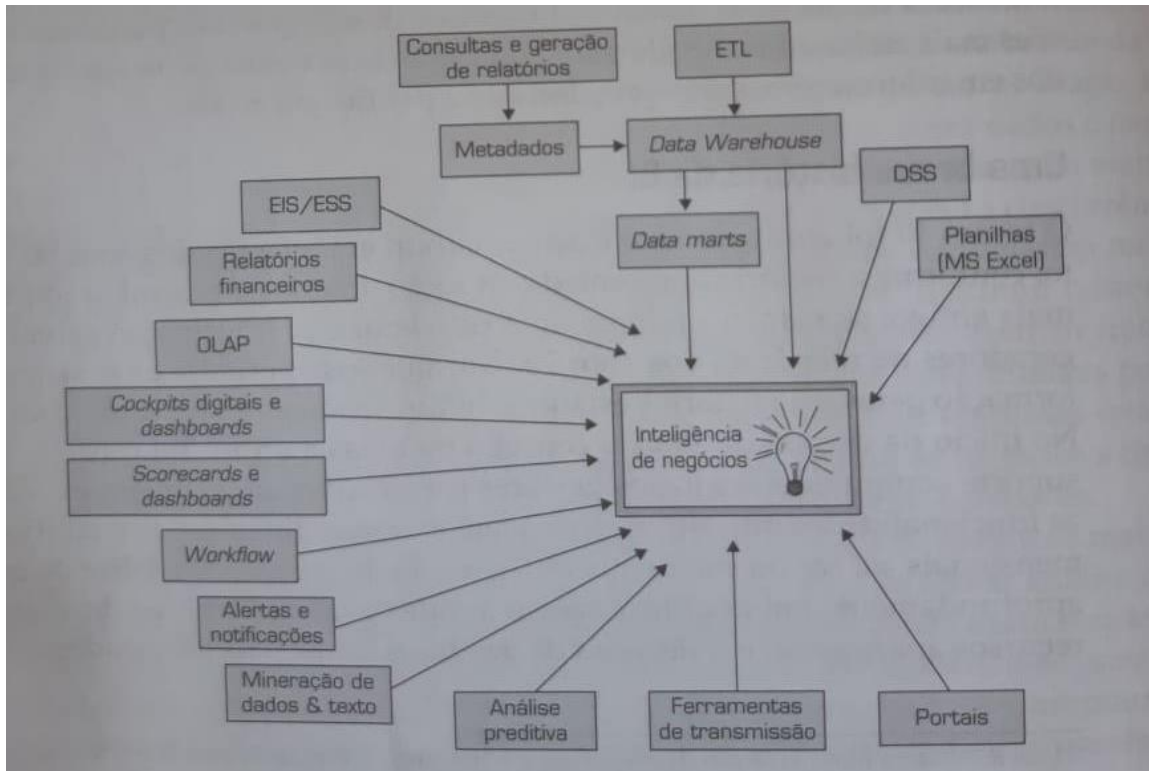 Consultas e geração
de relatórios
ETL
Metadados
Data Warehouse
DSS
EIS/ESS
Data marts
Planilhas
(MS Excel)
Relatórios
financeiros
OLAP
Cockpits digitais e
dashboards
Inteligência
de negócios
Scorecards e
dashboards
Workflow
Alertas e
notificações
Mineração de
dados & texto
Análise
preditiva
Ferramentas
de transmissão
Portais